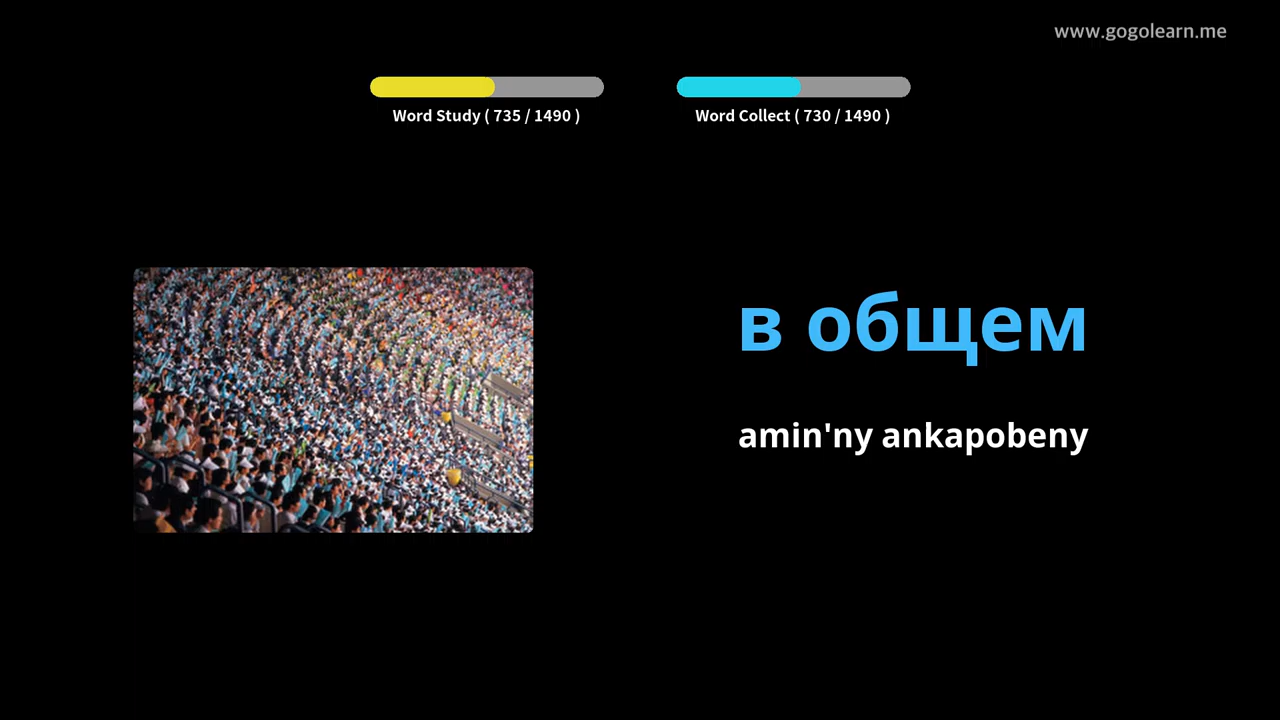 www.gogolearn.me
Word Study ( 735 / 1490 )
Word Collect ( 730 / 1490 )
в общем
amin'ny ankapobeny